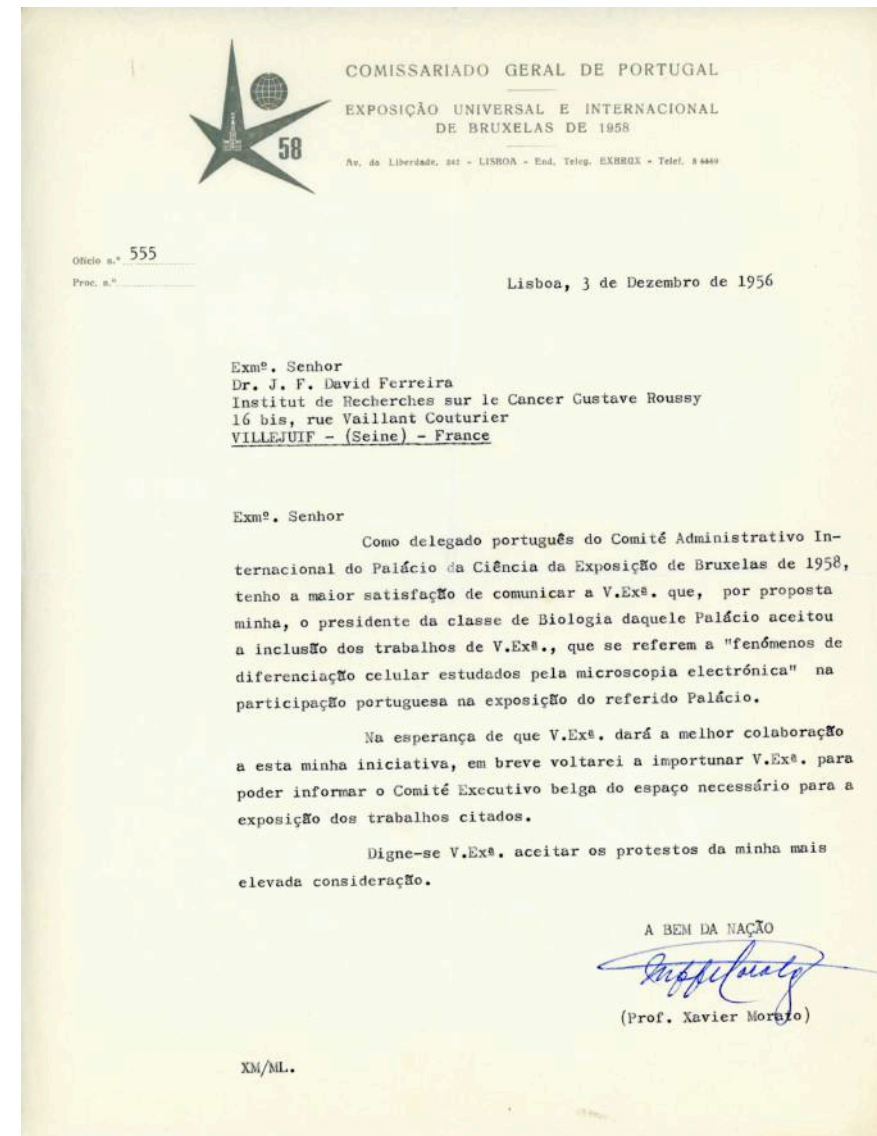 COMISSARIADO GERAL DE PORTUGAL
EXPOSIÇÃO UNIVERSAL E INTERNACIONAL
DE BRUXELAS DE 1958
58
Av. da Liberdade, - LISBOA - End. Teleg. EXBRUX - Telef.
Ofício n.º 555
Proc. n.º
Lisboa, 3 de Dezembro de 1956
Exmº. Senhor
Dr. J. F. David Ferreira
Institut de Recherches sur le Cancer Gustave Roussy
16 bis, rue Vaillant Couturier
VILLEJUIF - (Seine) - France
Exmº. Senhor
Como delegado português do Comité Administrativo In-
ternacional do Palácio da Ciência da Exposição de Bruxelas de 1958,
tenho a maior satisfação de comunicar a V.Exª. que, por proposta
minha, o presidente da classe de Biologia daquele Palácio aceitou
a inclusão dos trabalhos de V.Exª., que se referem a "fenómenos de
diferenciação celular estudados pela microscopia electrónica" na
participação portuguesa na exposição do referido Palácio.
Na esperança de que V.Exª. dará a melhor colaboração
a esta minha iniciativa, em breve voltarei a importunar V.Exª. para
poder informar o Comité Executivo belga do espaço necessário para a
exposição dos trabalhos citados.
Digne-se V.Exª. aceitar os protestos da minha mais
elevada consideração.
A BEM DA NAÇÃO
(Prof. Xavier Morato)
XM/ML.